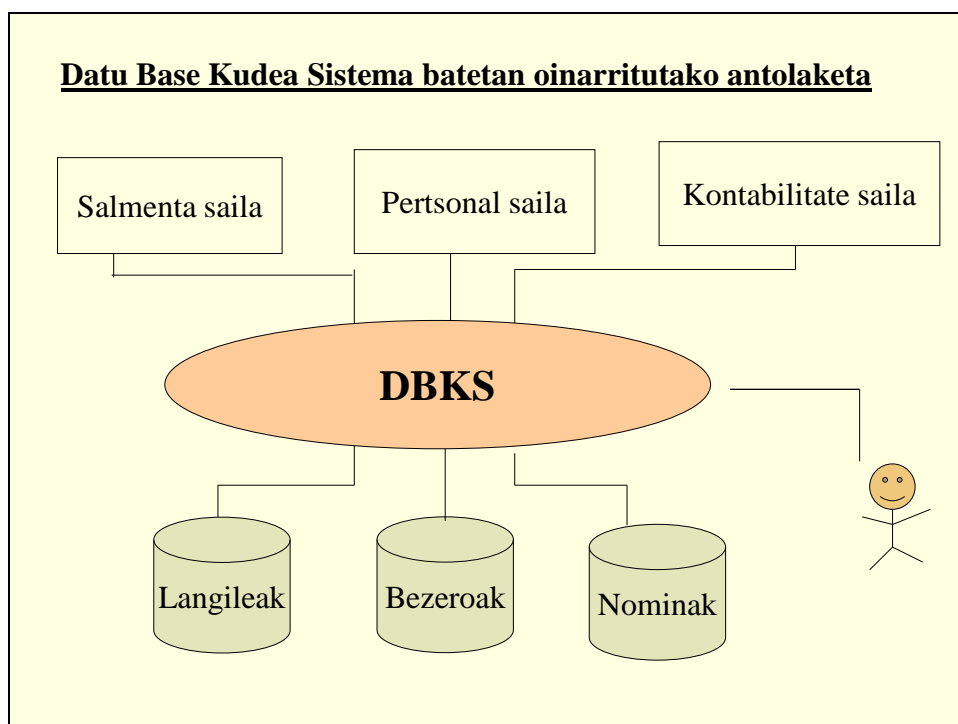 Datu Base Kudea Sistema batetan oinarritutako antolaketa
Salmenta saila
Pertsonal saila
Kontabilitate saila
DBKS
Langileak
Bezeroak
Nominak